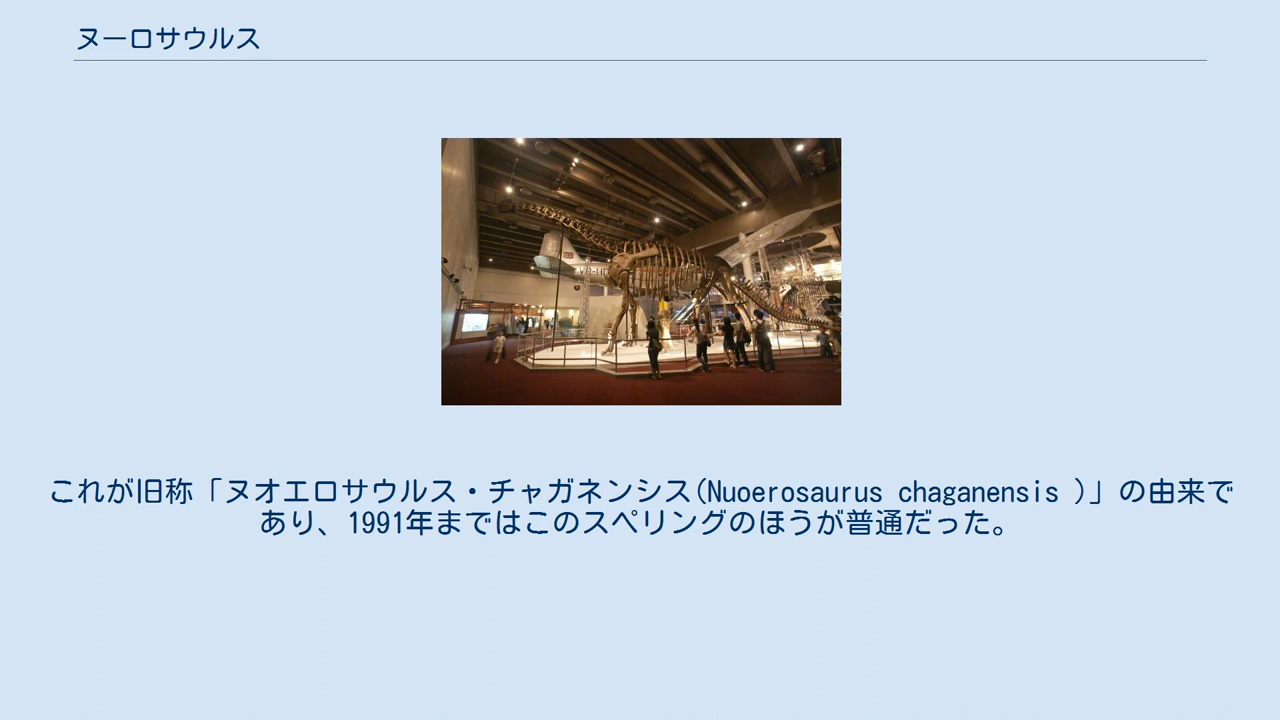 ヌーロサウルス
VR-H
これが旧称「ヌオエロサウルス・チャガネンシス(Nuoerosaurus chaganensis )」の由来で
あり、1991年まではこのスペリングのほうが普通だった。